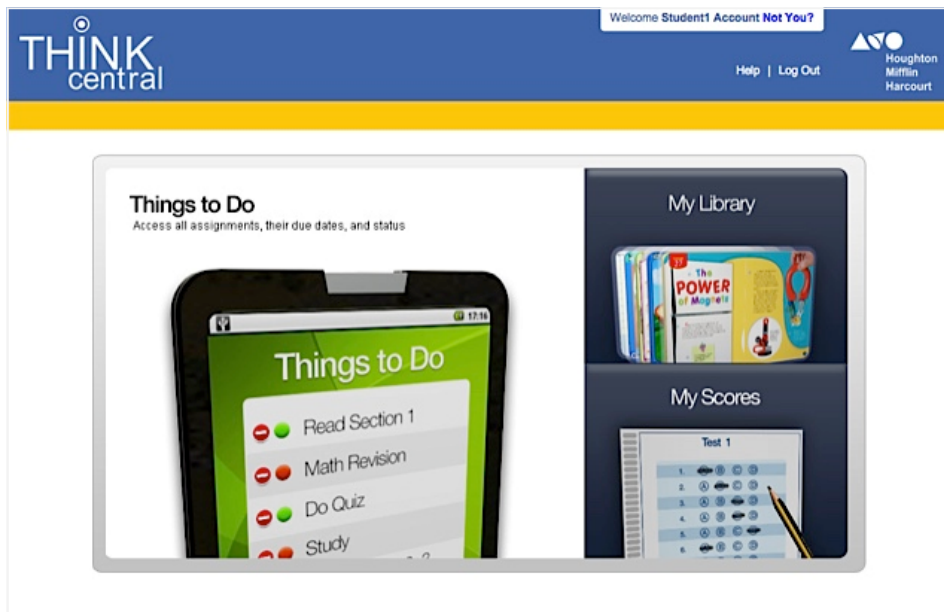 Welcome Student1 Account Not You?
THINK
central
Help | Log Out
Houghton
Mifflin
Harcourt
Things to Do
Access all assignments, their due dates, and status
17:16
Things to Do
Read Section 1
Math Revision
Do Quiz
Study
My Library
37
The
POWER
of Magnets
My Scores
Test 1
1. B C D
2. A C D
3. A B D
4. A B D
5. A B C
6. B C D